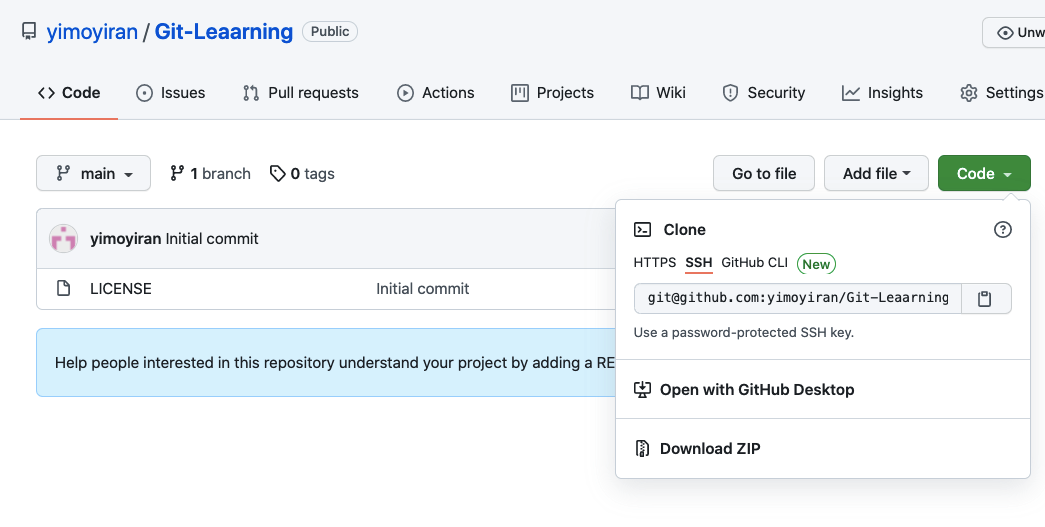 yimoyiran / Git-Leaarning Public
Unw
Code Issues Pull requests Actions Projects Wiki Security Insights Settings
main 1 branch 0 tags Go to file Add file Code
yimoyiran Initial commit
LICENSE Initial commit
Help people interested in this repository understand your project by adding a RE
Clone
HTTPS SSH GitHub CLI New
git@github.com:yimoyiran/Git-Leaarning
Use a password-protected SSH key.
Open with GitHub Desktop
Download ZIP